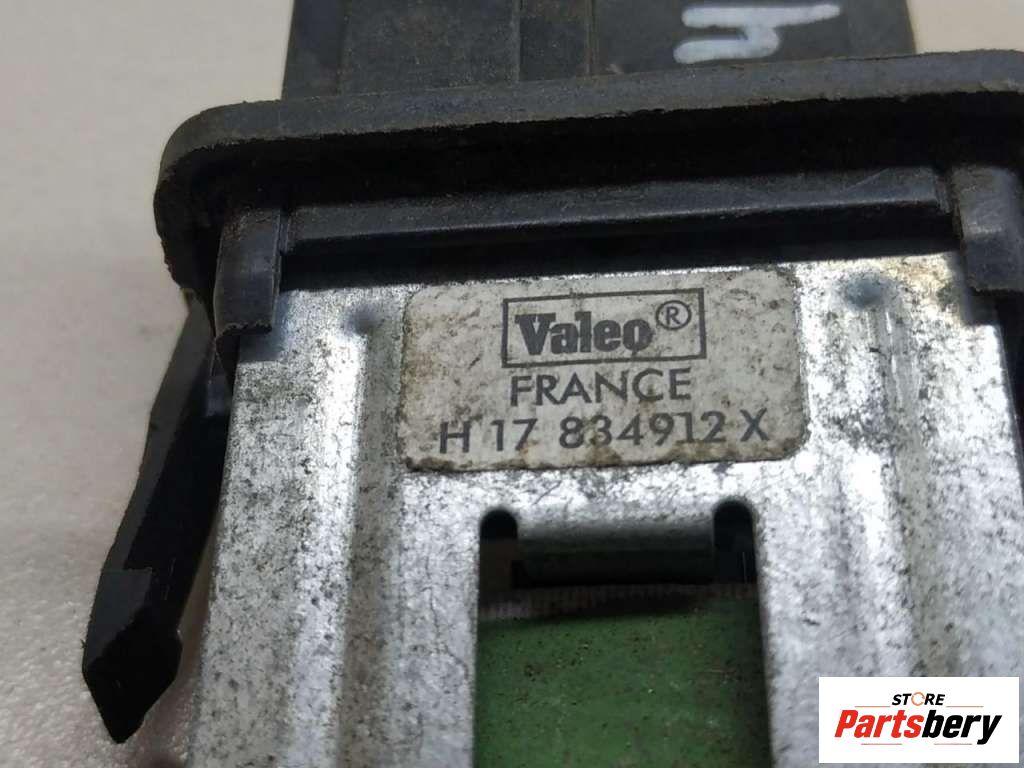 h
Valeo®
FRANCE
H 17 834912 X
STORE
Partsbery